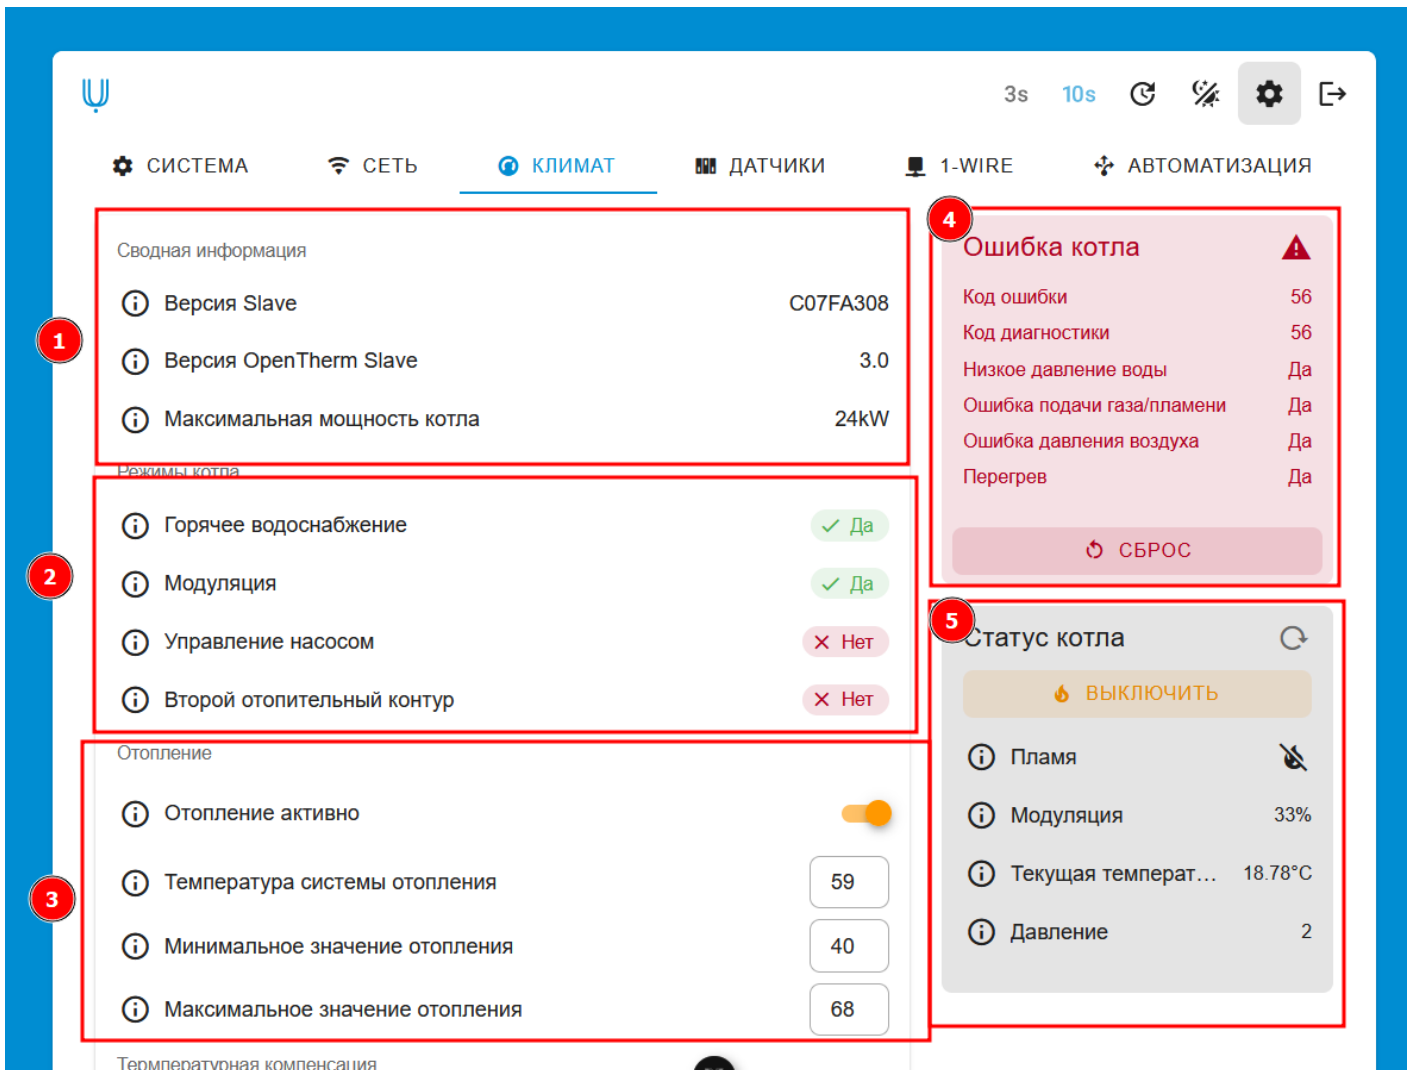 3s 10s
СИСТЕМА СЕТЬ КЛИМАТ ДАТЧИКИ 1-WIRE АВТОМАТИЗАЦИЯ
1
Сводная информация
Версия Slave C07FA308
Версия OpenTherm Slave 3.0
Максимальная мощность котла 24kW
2
Режимы котла
Горячее водоснабжение Да
Модуляция Да
Управление насосом Нет
Второй отопительный контур Нет
3
Отопление
Отопление активно
Температура системы отопления 59
Минимальное значение отопления 40
Максимальное значение отопления 68
Термпературная компенсация
4
Ошибка котла
Код ошибки 56
Код диагностики 56
Низкое давление воды Да
Ошибка подачи газа/пламени Да
Ошибка давления воздуха Да
Перегрев Да
СБРОС
5
Статус котла
ВЫКЛЮЧИТЬ
Пламя
Модуляция 33%
Текущая температ... 18.78°C
Давление 2